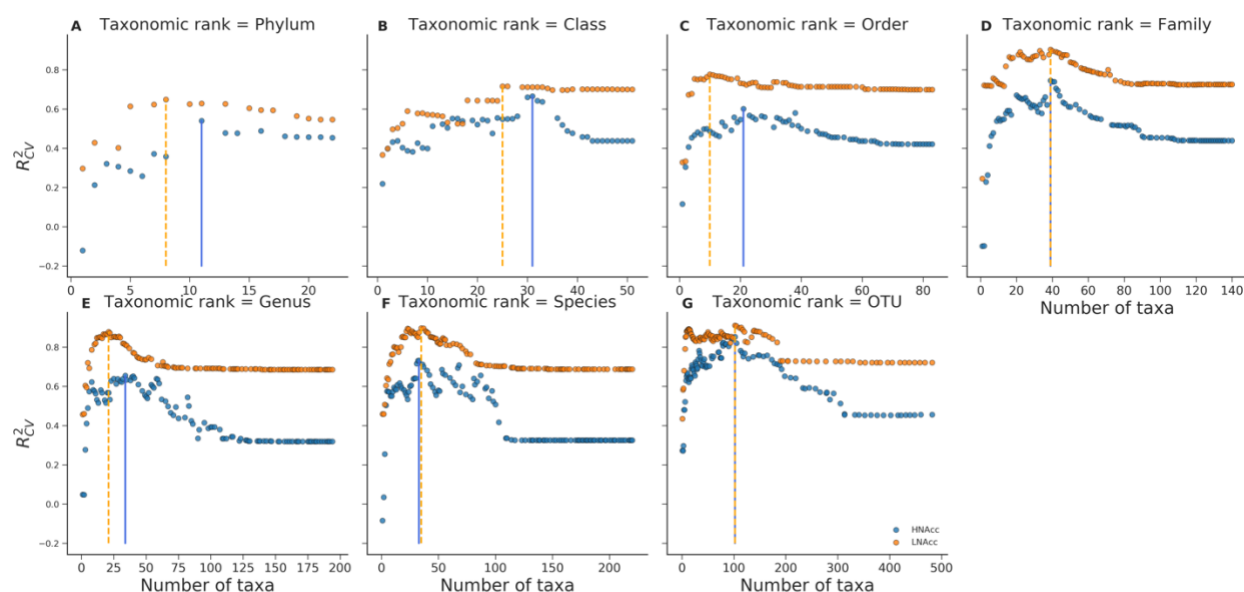 A Taxonomic rank = Phylum
B Taxonomic rank = Class
C Taxonomic rank = Order
D Taxonomic rank = Family
0.8
0.6
0.4
0.2
0.0
−0.2
R²CV
0 5 10 15 20
0 10 20 30 40 50
0 20 40 60 80
0 20 40 60 80 100 120 140
Number of taxa
E Taxonomic rank = Genus
F Taxonomic rank = Species
G Taxonomic rank = OTU
0.8
0.6
0.4
0.2
0.0
−0.2
R²CV
HNAcc
LNAcc
0 25 50 75 100 125 150 175 200
0 50 100 150 200
0 100 200 300 400 500
Number of taxa
Number of taxa
Number of taxa